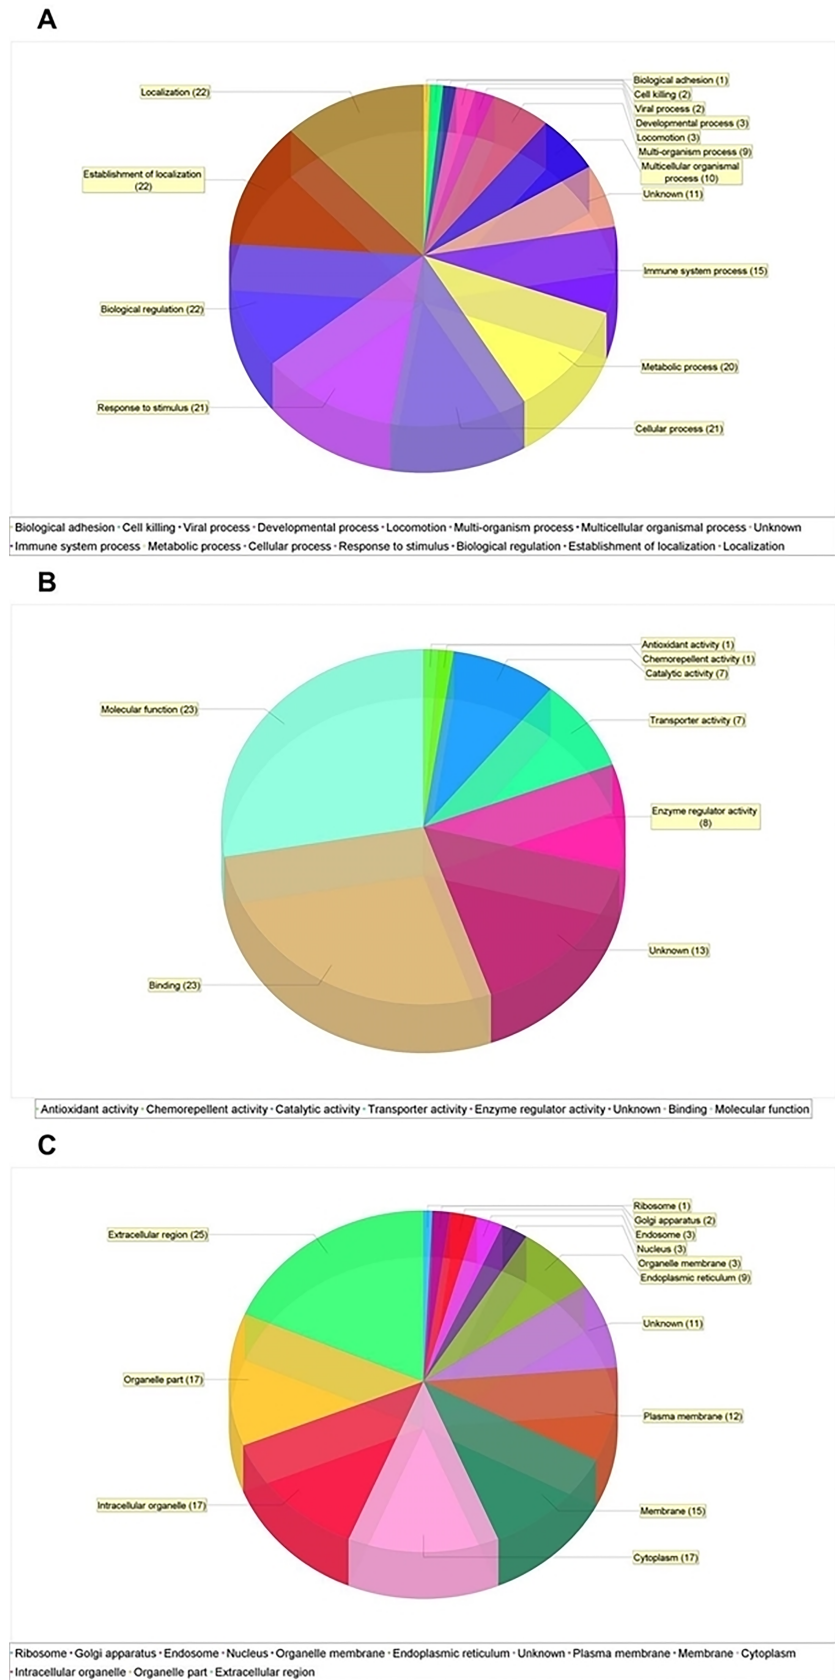 A
Localization (22)
Establishment of localization
(22)
Biological regulation (22)
Response to stimulus (21)
Biological adhesion (1)
Cell killing (2)
Viral process (2)
Developmental process (3)
Locomotion (3)
Multi-organism process (9)
Multicellular organismal
process (10)
Unknown (11)
Immune system process (15)
Metabolic process (20)
Cellular process (21)
Biological adhesion · Cell killing · Viral process · Developmental process · Locomotion · Multi-organism process · Multicellular organismal process · Unknown
· Immune system process · Metabolic process · Cellular process · Response to stimulus · Biological regulation · Establishment of localization · Localization
B
Molecular function (23)
Binding (23)
Antioxidant activity (1)
Chemorepellent activity (1)
Catalytic activity (7)
Transporter activity (7)
Enzyme regulator activity
(8)
Unknown (13)
Antioxidant activity · Chemorepellent activity · Catalytic activity · Transporter activity · Enzyme regulator activity · Unknown · Binding · Molecular function
C
Extracellular region (25)
Organelle part (17)
Intracellular organelle (17)
Ribosome (1)
Golgi apparatus (2)
Endosome (3)
Nucleus (3)
Organelle membrane (3)
Endoplasmic reticulum (9)
Unknown (11)
Plasma membrane (12)
Membrane (15)
Cytoplasm (17)
· Ribosome · Golgi apparatus · Endosome · Nucleus · Organelle membrane · Endoplasmic reticulum · Unknown · Plasma membrane · Membrane · Cytoplasm
· Intracellular organelle · Organelle part · Extracellular region